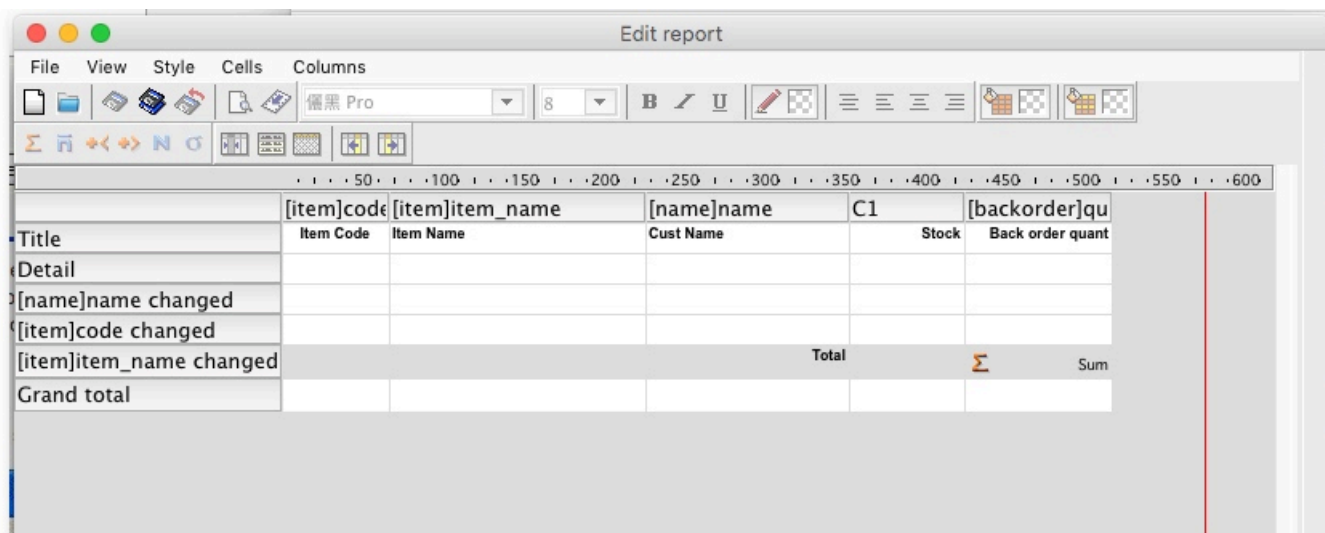 Edit report
File View Style Cells Columns
儷黑 Pro 8 B I U
Σ n N σ
50 100 150 200 250 300 350 400 450 500 550 600
[item]code [item]item_name [name]name C1 [backorder]qu
Title Item Code Item Name Cust Name Stock Back order quant
Detail
[name]name changed
[item]code changed
[item]item_name changed Total Σ Sum
Grand total